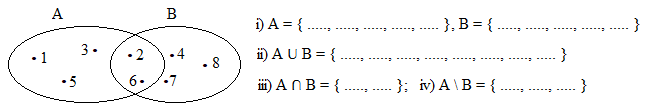 A B
i) A = { ....., ....., ....., ....., ..... }, B = { ....., ....., ....., ....., ..... }
1 3 2 4 8
ii) A ∪ B = { ....., ....., ....., ....., ....., ....., ....., ..... }
5 6 7
iii) A ∩ B = { ....., ..... }; iv) A \ B = { ....., ....., ..... }